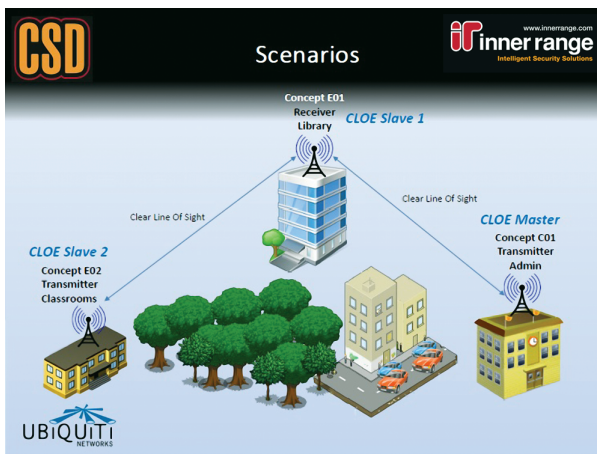 CSD
Scenarios
www.innerrange.com
inner range
Intelligent Security Solutions
Concept E01
Receiver
Library
CLOE Slave 1
Clear Line Of Sight
Clear Line Of Sight
CLOE Slave 2
Concept E02
Transmitter
Classrooms
CLOE Master
Concept C01
Transmitter
Admin
UBiQUiTi
NETWORKS